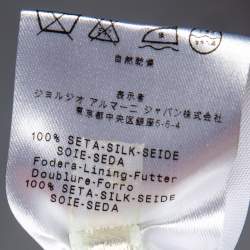 自然乾燥
表示者
ジョルジオ アルマーニ ジャパン株式会社
東京都中央区銀座5-5-4
100% SETA-SILK-SEIDE
SOIE-SEDA
Fodera-Lining-Futter
Doublure-Forro
100% SETA-SILK-SEIDE
SOIE-SEDA